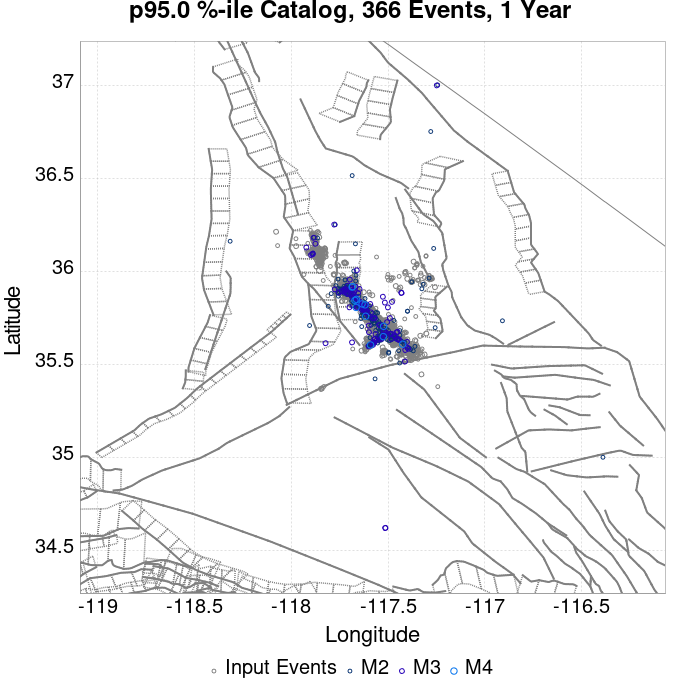 p95.0 %-ile Catalog, 366 Events, 1 Year
37
36.5
36
35.5
35
34.5
Latitude
-119 -118.5 -118 -117.5 -117 -116.5
Longitude
Input Events M2 M3 M4